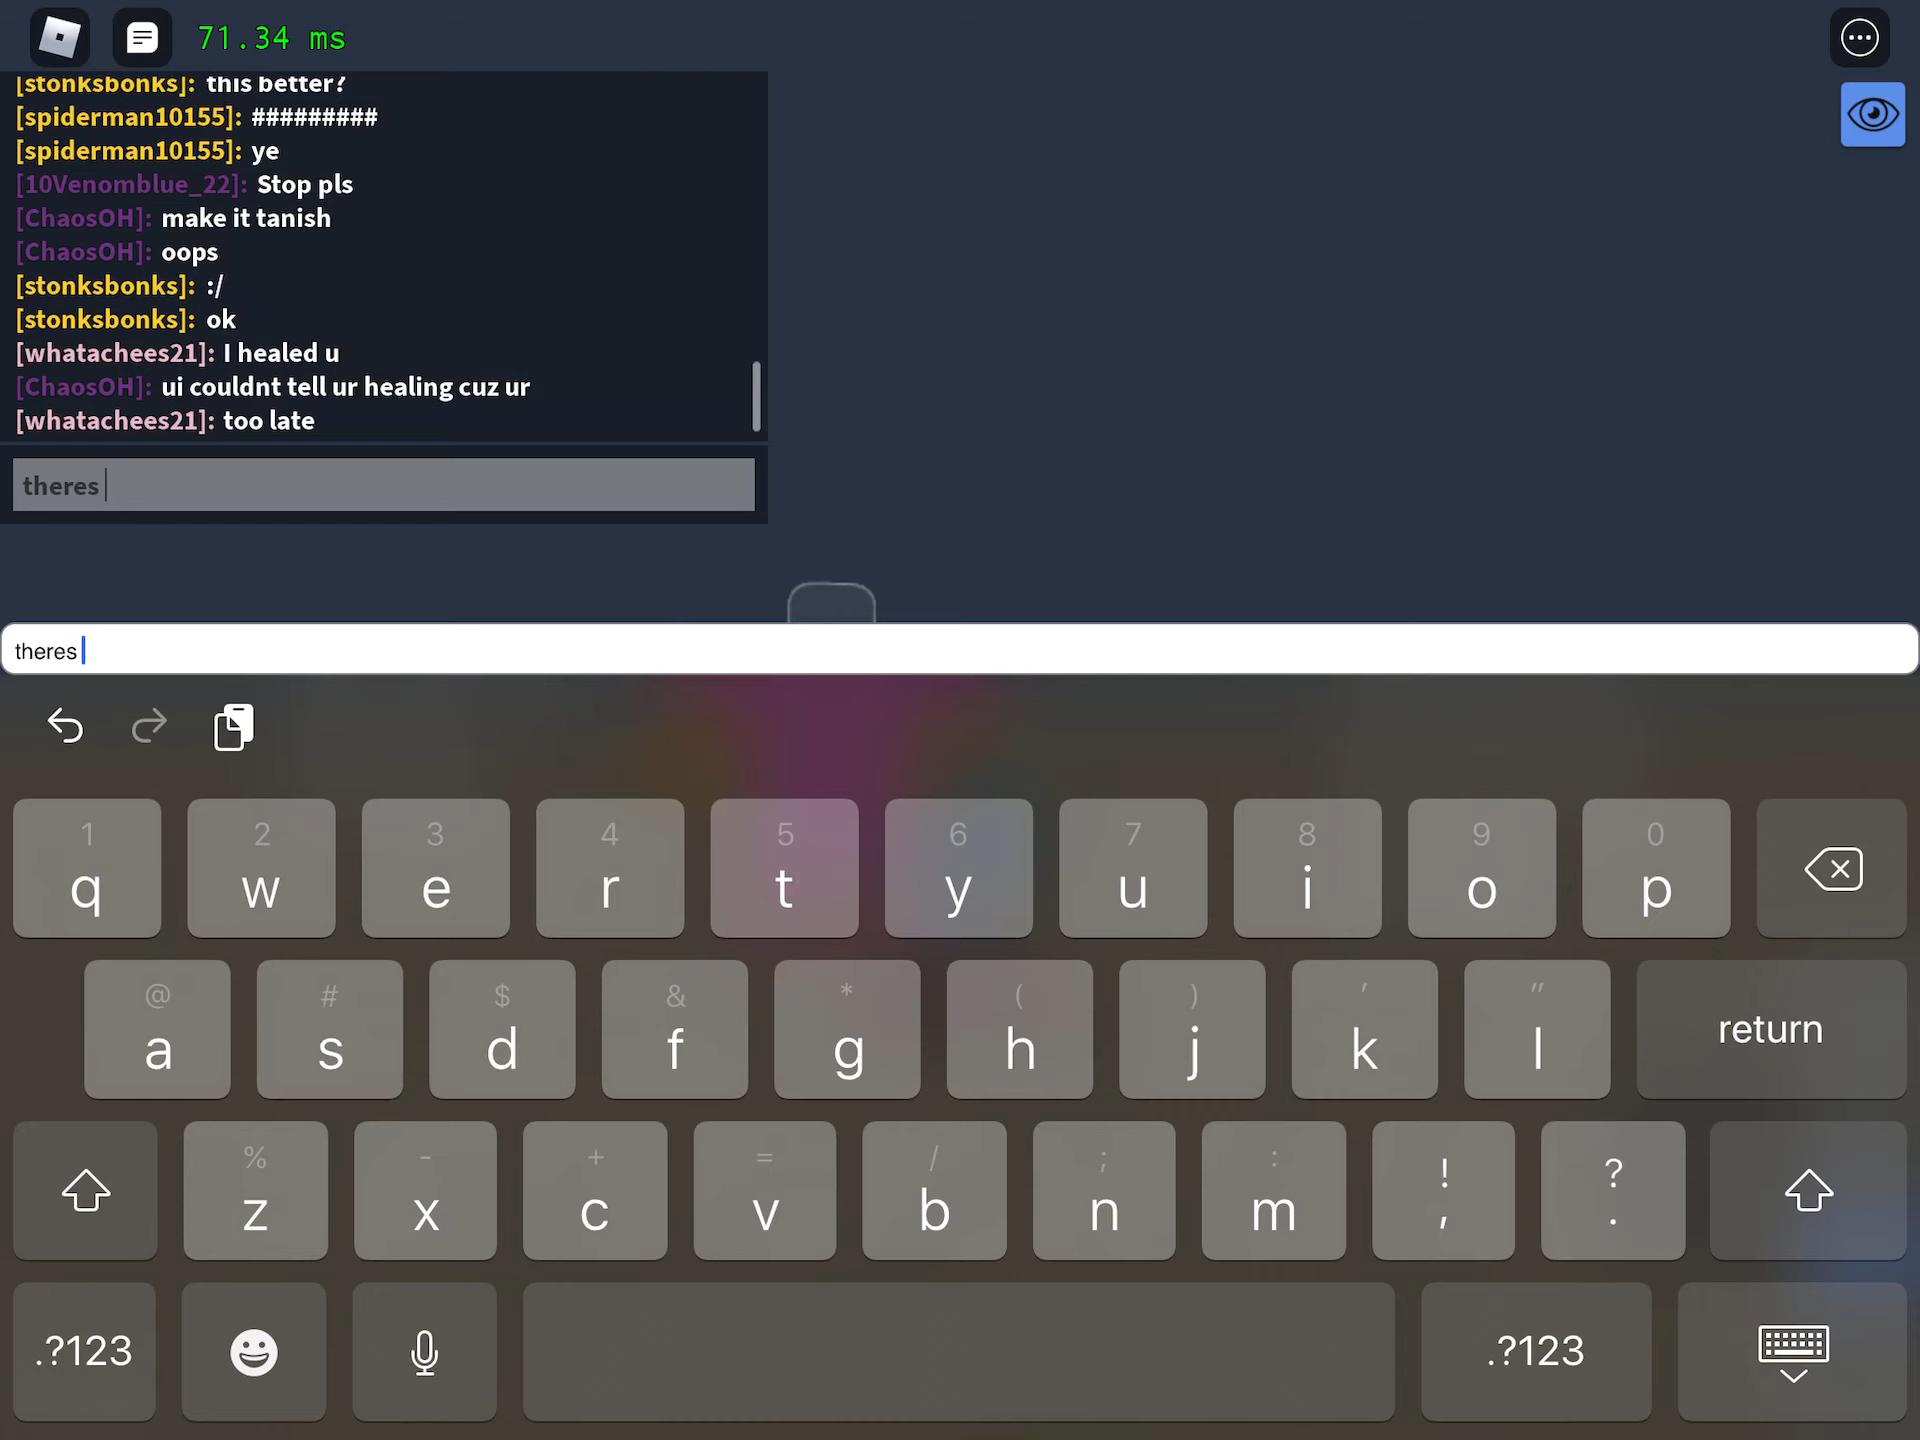 71.34 ms
[stonksbonks]: this better?
[spiderman10155]: #########
[spiderman10155]: ye
[10Venomblue_22]: Stop pls
[ChaosOH]: make it tanish
[ChaosOH]: oops
[stonksbonks]: :/
[stonksbonks]: ok
[whatachees21]: I healed u
[ChaosOH]: ui couldnt tell ur healing cuz ur
[whatachees21]: too late
theres
theres
1 2 3 4 5 6 7 8 9 0
q w e r t y u i o p
@ # $ & * ( ) ' "
a s d f g h j k l return
% - + = / ; : ! ?
z x c v b n m , .
.?123 .?123